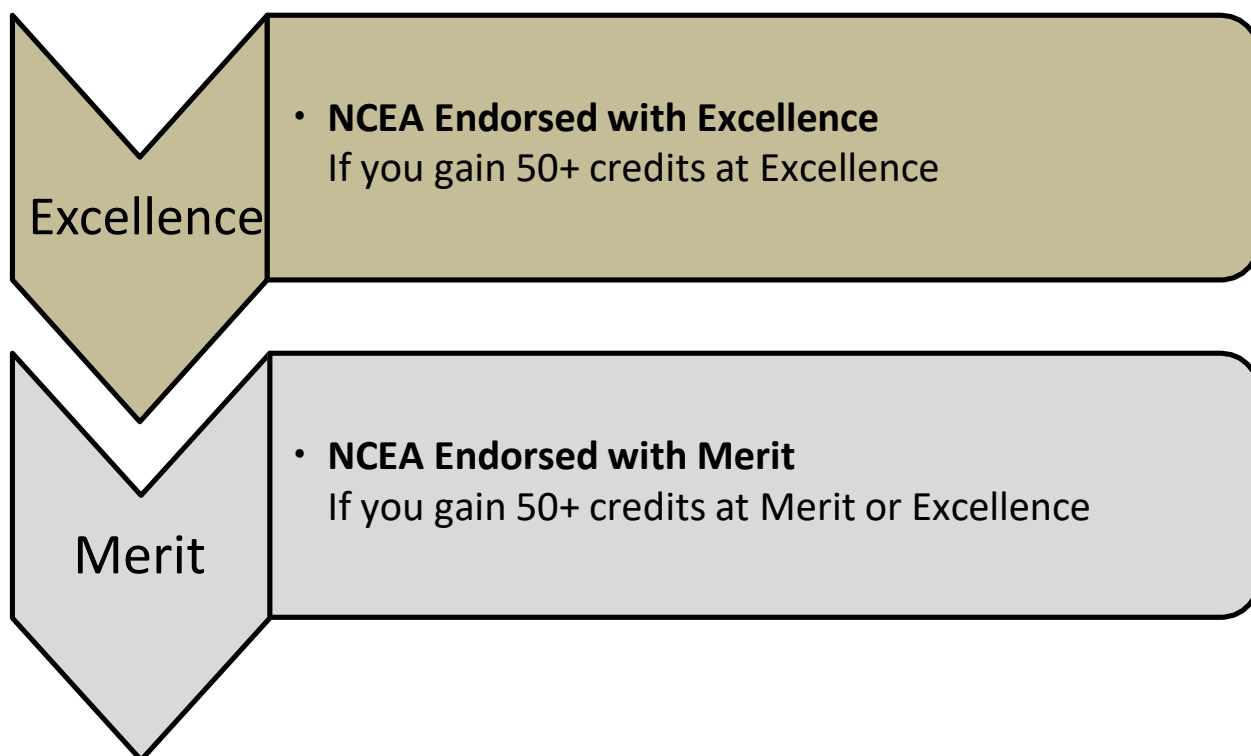 Excellence
• NCEA Endorsed with Excellence
If you gain 50+ credits at Excellence
Merit
• NCEA Endorsed with Merit
If you gain 50+ credits at Merit or Excellence